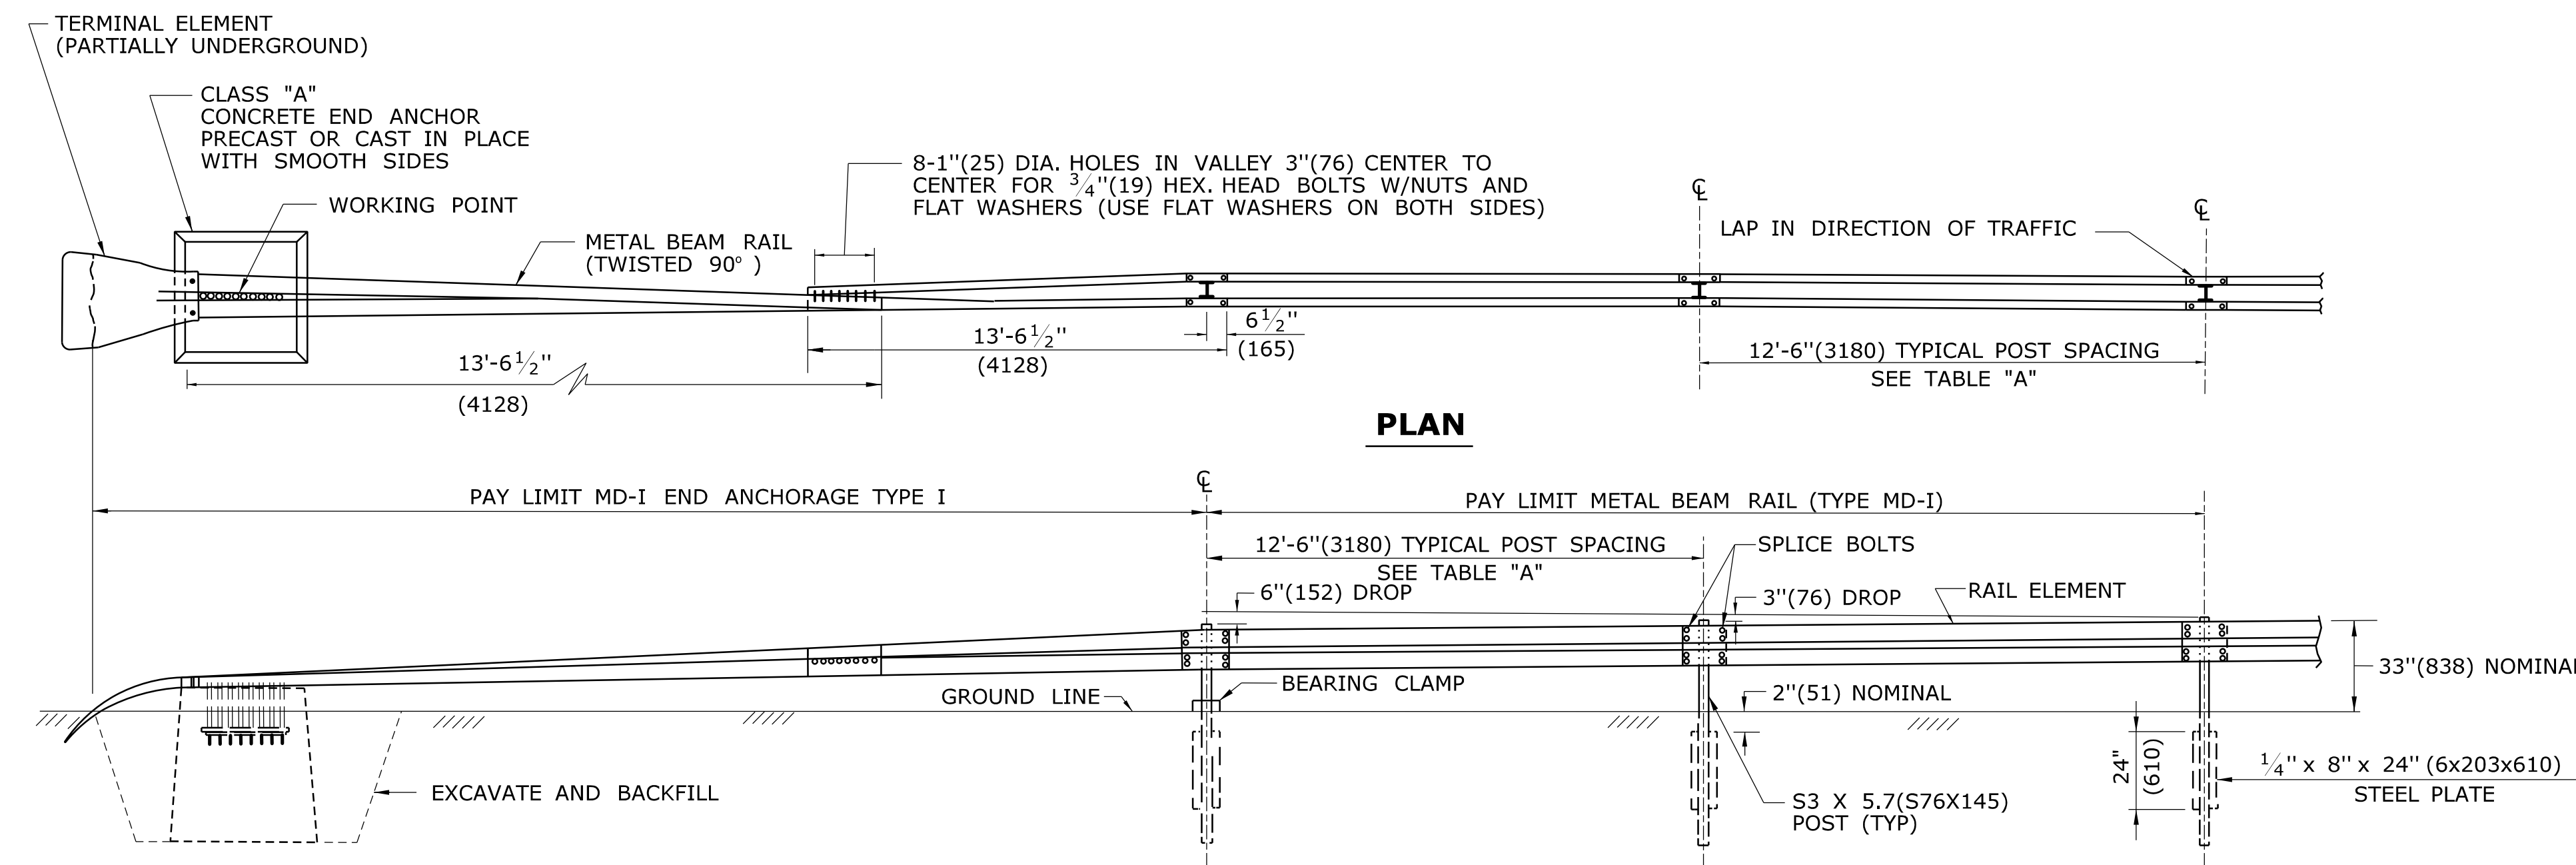 TERMINAL ELEMENT
(PARTIALLY UNDERGROUND)
CLASS "A"
CONCRETE END ANCHOR
PRECAST OR CAST IN PLACE
WITH SMOOTH SIDES
WORKING POINT
METAL BEAM RAIL
(TWISTED 90° )
8-1"(25) DIA. HOLES IN VALLEY 3"(76) CENTER TO
CENTER FOR 3/4"(19) HEX. HEAD BOLTS W/NUTS AND
FLAT WASHERS (USE FLAT WASHERS ON BOTH SIDES)
℄
℄
LAP IN DIRECTION OF TRAFFIC
13'-6 1/2"
(4128)
13'-6 1/2"
(4128)
6 1/2"
(165)
12'-6"(3180) TYPICAL POST SPACING
SEE TABLE "A"
PLAN
℄
PAY LIMIT MD-I END ANCHORAGE TYPE I
PAY LIMIT METAL BEAM RAIL (TYPE MD-I)
12'-6"(3180) TYPICAL POST SPACING
SEE TABLE "A"
SPLICE BOLTS
6"(152) DROP
3"(76) DROP
RAIL ELEMENT
33"(838) NOMINAL
GROUND LINE
BEARING CLAMP
2"(51) NOMINAL
24"
(610)
1/4" x 8" x 24" (6x203x610)
STEEL PLATE
EXCAVATE AND BACKFILL
S3 X 5.7(S76X145)
POST (TYP)